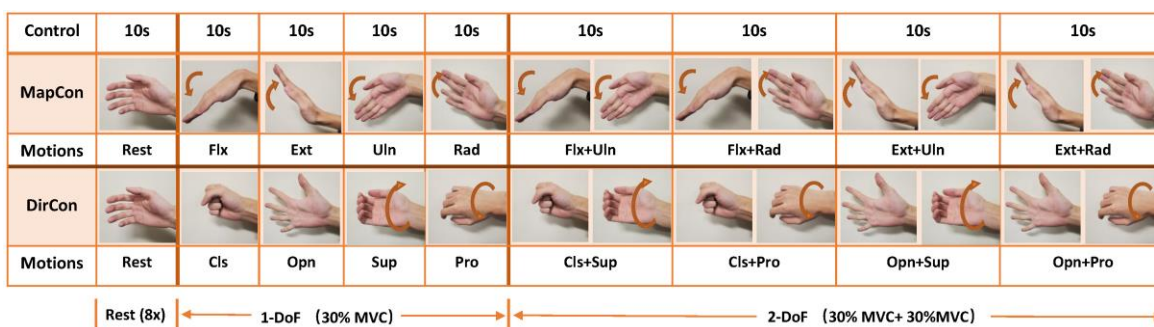 Control 10s 10s 10s 10s 10s 10s 10s 10s 10s
MapCon
Motions Rest Flx Ext Uln Rad Flx+Uln Flx+Rad Ext+Uln Ext+Rad
DirCon
Motions Rest Cls Opn Sup Pro Cls+Sup Cls+Pro Opn+Sup Opn+Pro
Rest (8x) 1-DoF (30% MVC) 2-DoF (30% MVC+ 30%MVC)